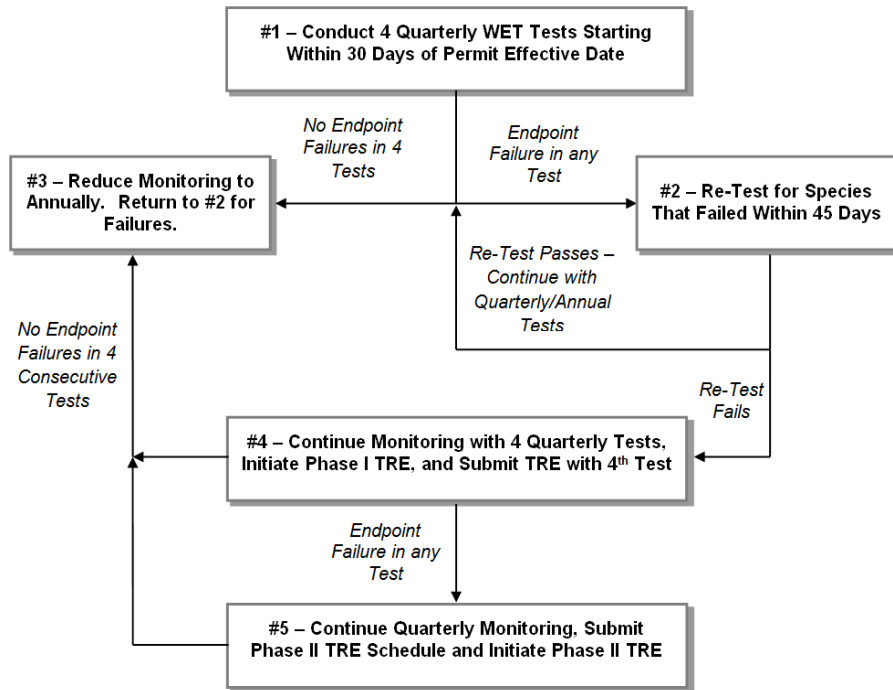 #1 – Conduct 4 Quarterly WET Tests Starting
Within 30 Days of Permit Effective Date
No Endpoint
Failures in 4
Tests
Endpoint
Failure in any
Test
#3 – Reduce Monitoring to
Annually. Return to #2 for
Failures.
#2 – Re-Test for Species
That Failed Within 45 Days
Re-Test Passes –
Continue with
Quarterly/Annual
Tests
No Endpoint
Failures in 4
Consecutive
Tests
Re-Test
Fails
#4 – Continue Monitoring with 4 Quarterly Tests,
Initiate Phase I TRE, and Submit TRE with 4th Test
Endpoint
Failure in any
Test
#5 – Continue Quarterly Monitoring, Submit
Phase II TRE Schedule and Initiate Phase II TRE